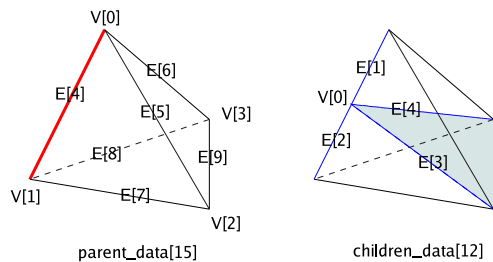 V[0]
E[6]
E[4]
E[5]
V[3]
E[8]
E[9]
V[1]
E[7]
V[2]
parent_data[15]
E[1]
V[0]
E[4]
E[2]
E[3]
children_data[12]